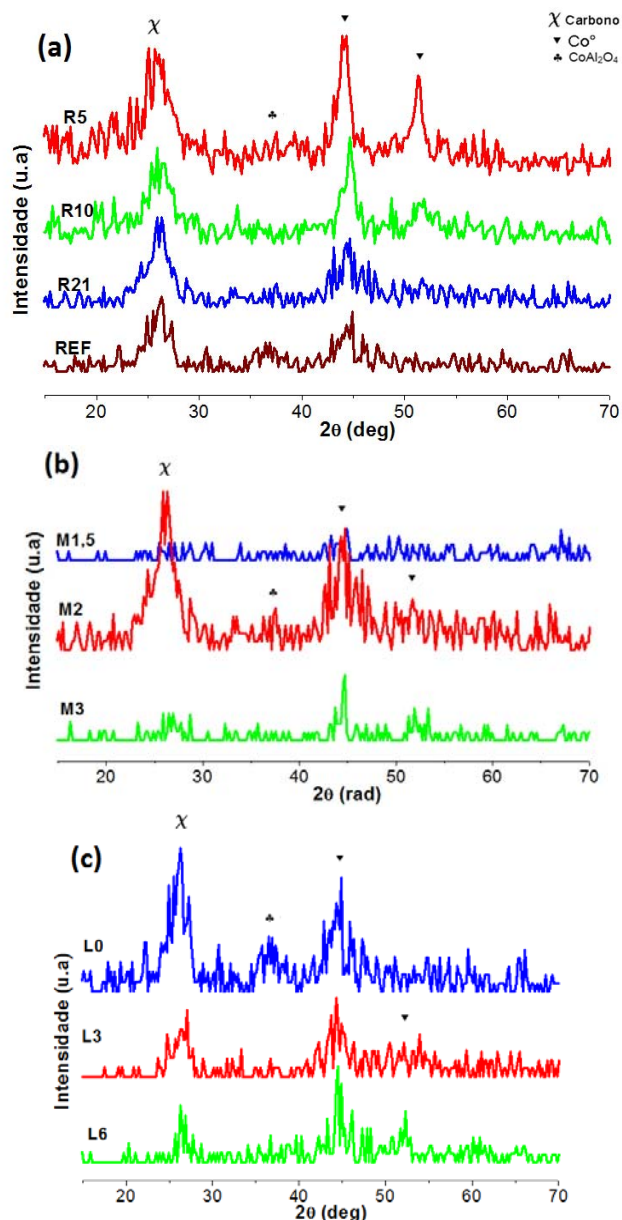 χ Carbono
▼ Co°
♣ CoAl₂O₄
(a)
χ
▼
▼
♣
R5
R10
R21
REF
Intensidade (u.a)
20 30 40 50 60 70
2θ (deg)
(b)
χ
▼
♣
▼
M1,5
M2
M3
Intensidade (u.a)
20 30 40 50 60 70
2θ (rad)
(c)
χ
▼
♣
▼
L0
L3
L6
Intensidade (u.a)
20 30 40 50 60 70
2θ (deg)